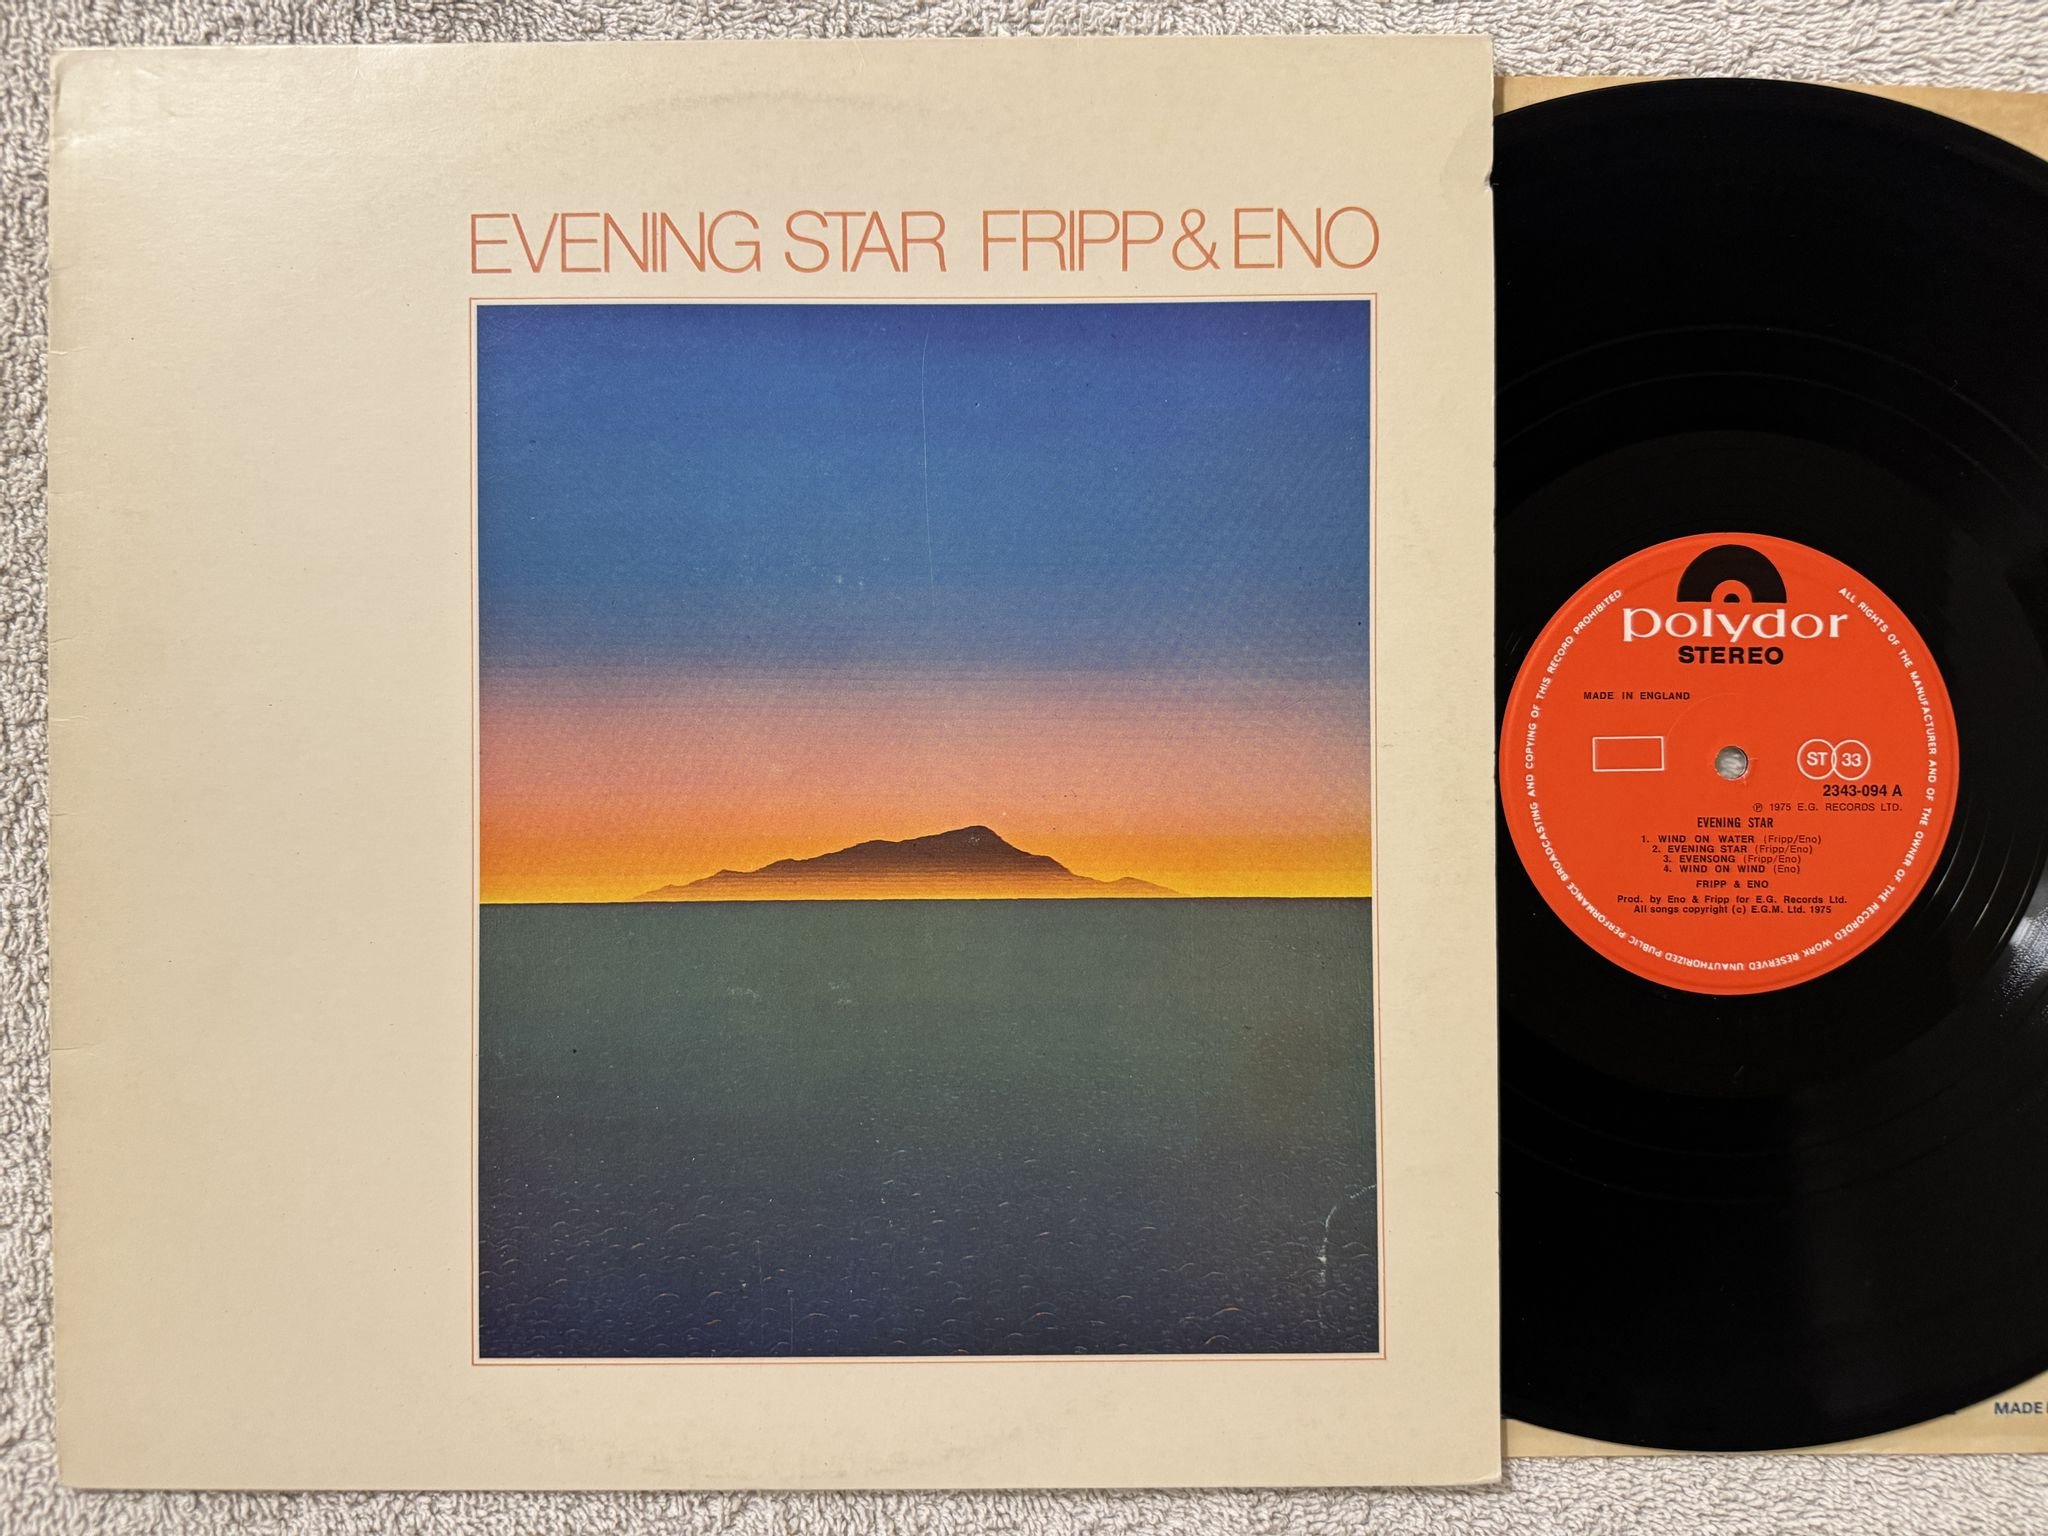 EVENING STAR FRIPP & ENO
polydor
STEREO
MADE IN ENGLAND
ST 33
2343-094 A
℗ 1975 E.G. RECORDS LTD.
EVENING STAR
1. WIND ON WATER (Fripp/Eno)
2. EVENING STAR (Fripp/Eno)
3. EVENSONG (Fripp/Eno)
4. WIND ON WIND (Eno)
FRIPP & ENO
Prod. by Eno & Fripp for E.G. Records Ltd.
All songs copyright (c) E.G.M. Ltd. 1975
ALL RIGHTS OF THE MANUFACTURER AND OF THE OWNER OF THE RECORDED WORK RESERVED UNAUTHORIZED PUBLIC PERFORMANCE BROADCASTING AND COPYING OF THIS RECORD PROHIBITED
MADE